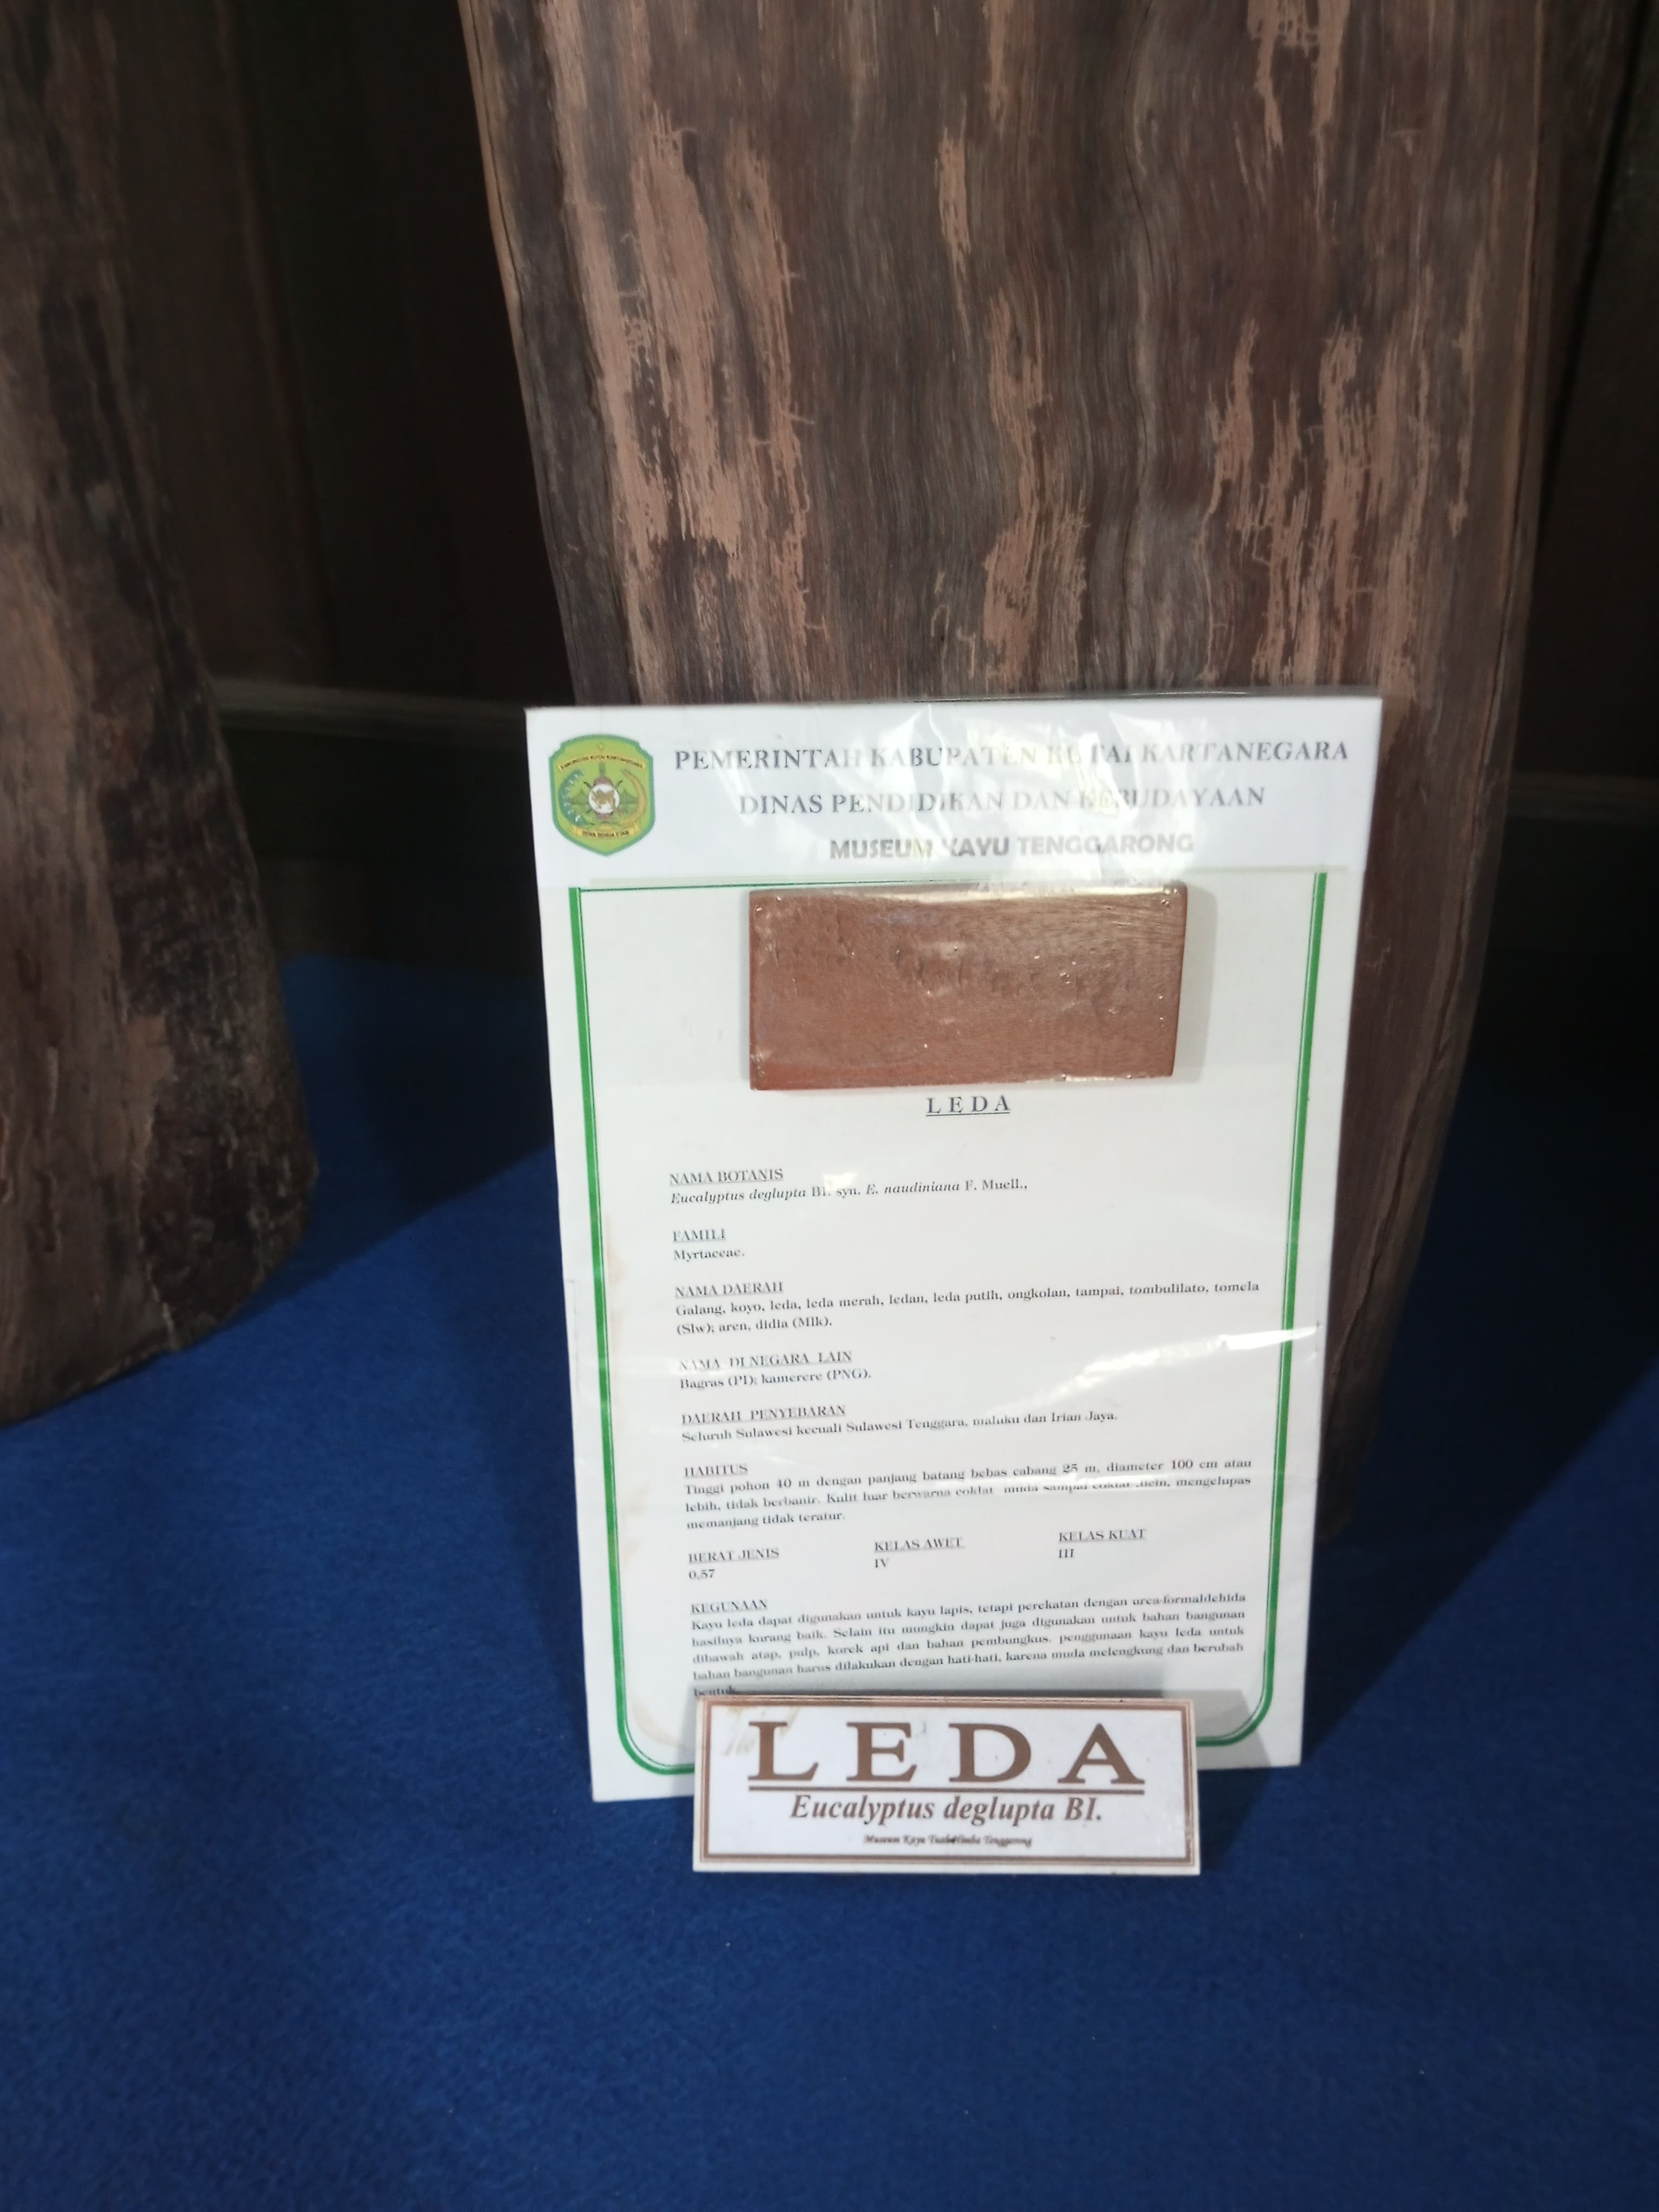 PEMERINTAH KABUPATEN KUTAI KARTANEGARA
DINAS PENDIDIKAN DAN KEBUDAYAAN
MUSEUM KAYU TENGGARONG
LEDA
NAMA BOTANIS
Eucalyptus deglupta Bl. syn. E. naudiniana F. Muell.,
FAMILI
Myrtaceae.
NAMA DAERAH
Galang, koyo, leda, leda merah, ledan, leda putih, ongkolan, tampai, tombulilato, tomela
(Slw); aren, didia (Mlk).
NAMA DI NEGARA LAIN
Bagras (PI); kamerere (PNG).
DAERAH PENYEBARAN
Seluruh Sulawesi kecuali Sulawesi Tenggara, maluku dan Irian Jaya.
HABITUS
Tinggi pohon 40 m dengan panjang batang bebas cabang 25 m, diameter 100 cm atau
lebih, tidak berbanir. Kulit luar berwarna coklat muda sampai coklat mengelupas
memanjang tidak teratur.
BERAT JENIS KELAS AWET KELAS KUAT
0,57 IV III
KEGUNAAN
Kayu leda dapat digunakan untuk kayu lapis, tetapi perekatan dengan urea-formaldehida
hasilnya kurang baik. Selain itu mungkin dapat juga digunakan untuk bahan bangunan
dibawah atap, pulp, korek api dan bahan pembungkus. penggunaan kayu leda untuk
bahan bangunan harus dilakukan dengan hati-hati, karena muda melengkung dan berubah
bentuk.
LEDA
Eucalyptus deglupta BI.
Museum Kayu Tuah Himba Tenggarong